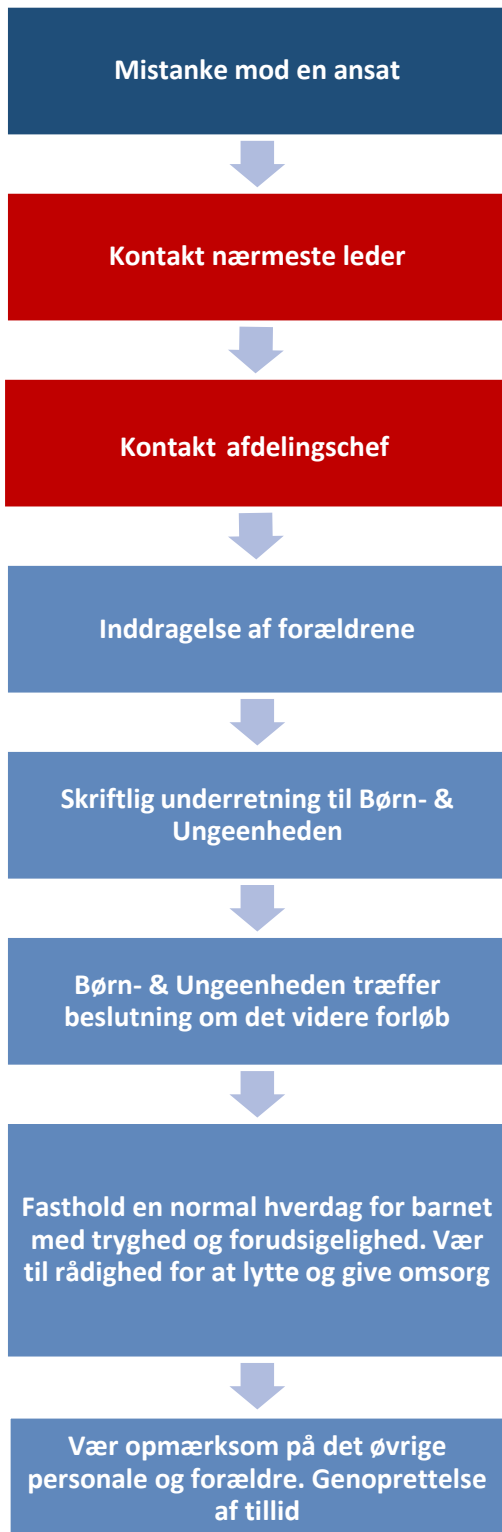 Mistanke mod en ansat
Kontakt nærmeste leder
Kontakt afdelingschef
Inddragelse af forældrene
Skriftlig underretning til Børn- &
Ungeenheden
Børn- & Ungeenheden træffer
beslutning om det videre forløb
Fasthold en normal hverdag for barnet
med tryghed og forudsigelighed. Vær
til rådighed for at lytte og give omsorg
Vær opmærksom på det øvrige
personale og forældre. Genoprettelse
af tillid